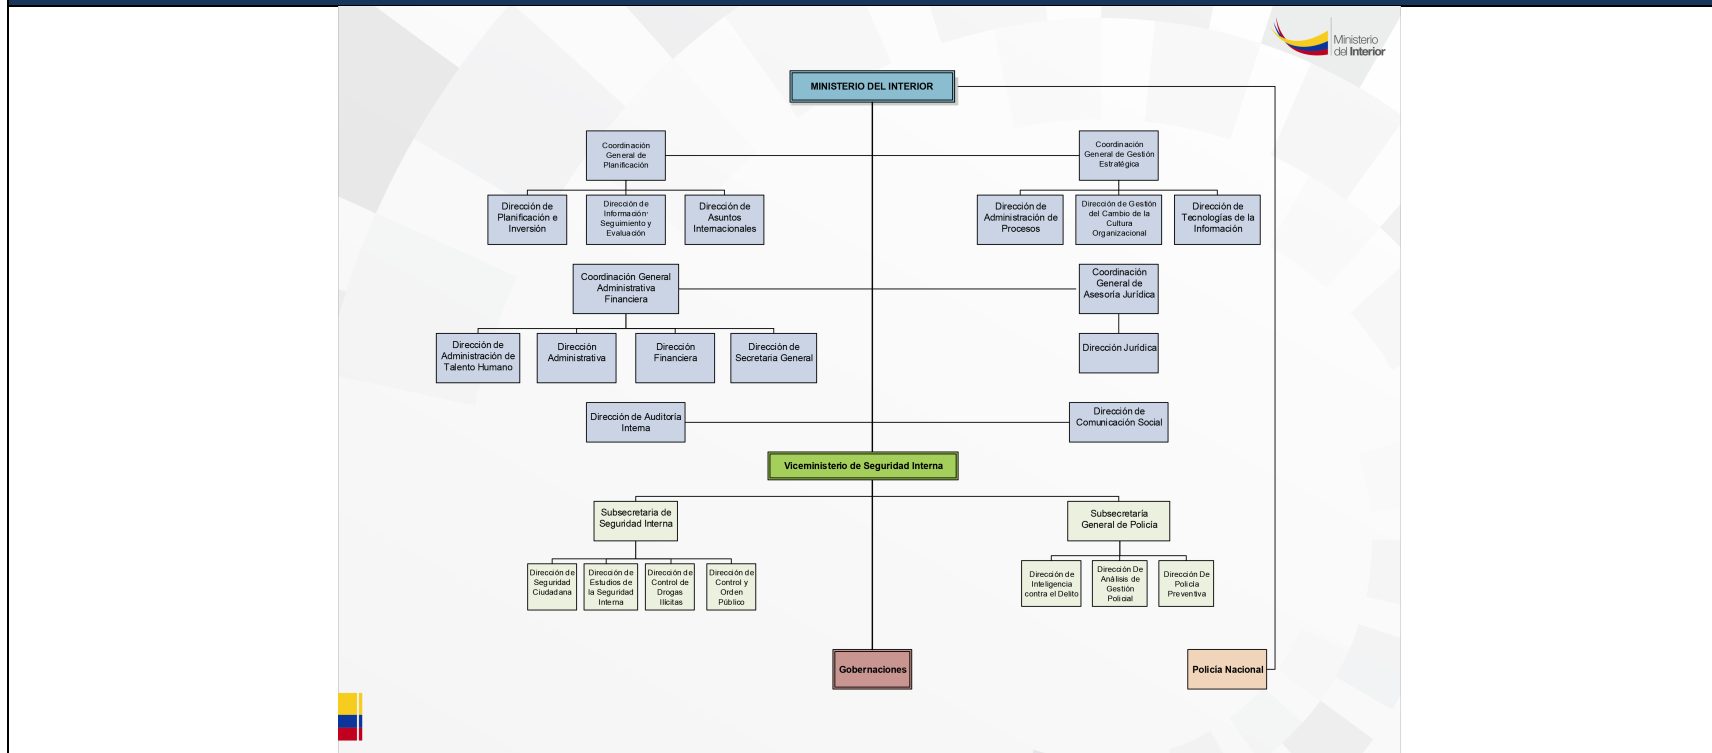 Ministerio
del Interior
MINISTERIO DEL INTERIOR
Coordinación
General de
Planificación
Coordinación
General de Gestión
Estratégica
Dirección de
Planificación e
Inversión
Dirección de
Información·
Seguimiento y
Evaluación
Dirección de
Asuntos
Internacionales
Dirección de
Administración de
Procesos
Dirección de Gestión
del Cambio de la
Cultura
Organizacional
Dirección de
Tecnologías de la
Información
Coordinación General
Administrativa
Financiera
Coordinación
General de
Asesoría Jurídica
Dirección de
Administración de
Talento Humano
Dirección
Administrativa
Dirección
Financiera
Dirección de
Secretaria General
Dirección Jurídica
Dirección de Auditoría
Interna
Dirección de
Comunicación Social
Viceministerio de Seguridad Interna
Subsecretaria de
Seguridad Interna
Subsecretaría
General de Policía
Dirección de
Seguridad
Ciudadana
Dirección de
Estudios de
la Seguridad
Interna
Dirección de
Control de
Drogas
Ilícitas
Dirección de
Control y
Orden
Público
Dirección de
Inteligencia
contra el Delito
Dirección De
Análisis de
Gestión
Policial
Dirección De
Policía
Preventiva
Gobernaciones
Policía Nacional